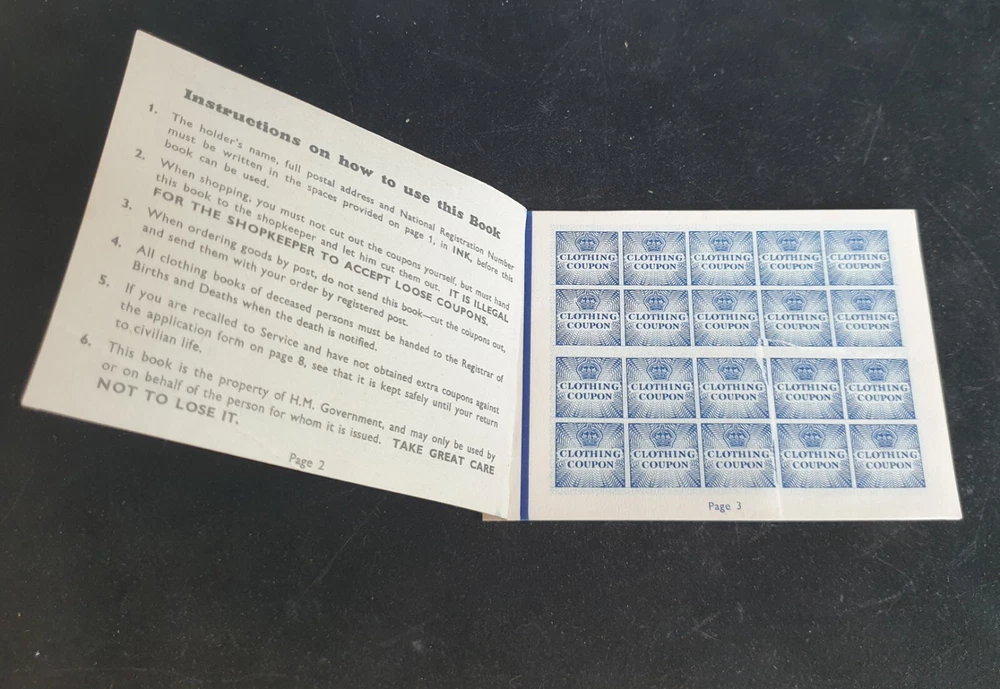 Instructions on how to use this Book
1. The holder's name, full postal address and National Registration Number
must be written in the spaces provided on page 1, in INK, before this
book can be used.
2. When shopping, you must not cut out the coupons yourself, but must hand
this book to the shopkeeper and let him cut them out. IT IS ILLEGAL
FOR THE SHOPKEEPER TO ACCEPT LOOSE COUPONS.
3. When ordering goods by post, do not send this book—cut the coupons out,
and send them with your order by registered post.
4. All clothing books of deceased persons must be handed to the Registrar of
Births and Deaths when the death is notified.
5. If you are recalled to Service and have not obtained extra coupons against
the application form on page 8, see that it is kept safely until your return
to civilian life.
6. This book is the property of H.M. Government, and may only be used by
or on behalf of the person for whom it is issued. TAKE GREAT CARE
NOT TO LOSE IT.
Page 2
CLOTHING CLOTHING CLOTHING CLOTHING CLOTHING
COUPON COUPON COUPON COUPON COUPON
CLOTHING CLOTHING CLOTHING CLOTHING CLOTHING
COUPON COUPON COUPON COUPON COUPON
CLOTHING CLOTHING CLOTHING CLOTHING CLOTHING
COUPON COUPON COUPON COUPON COUPON
CLOTHING CLOTHING CLOTHING CLOTHING CLOTHING
COUPON COUPON COUPON COUPON COUPON
Page 3